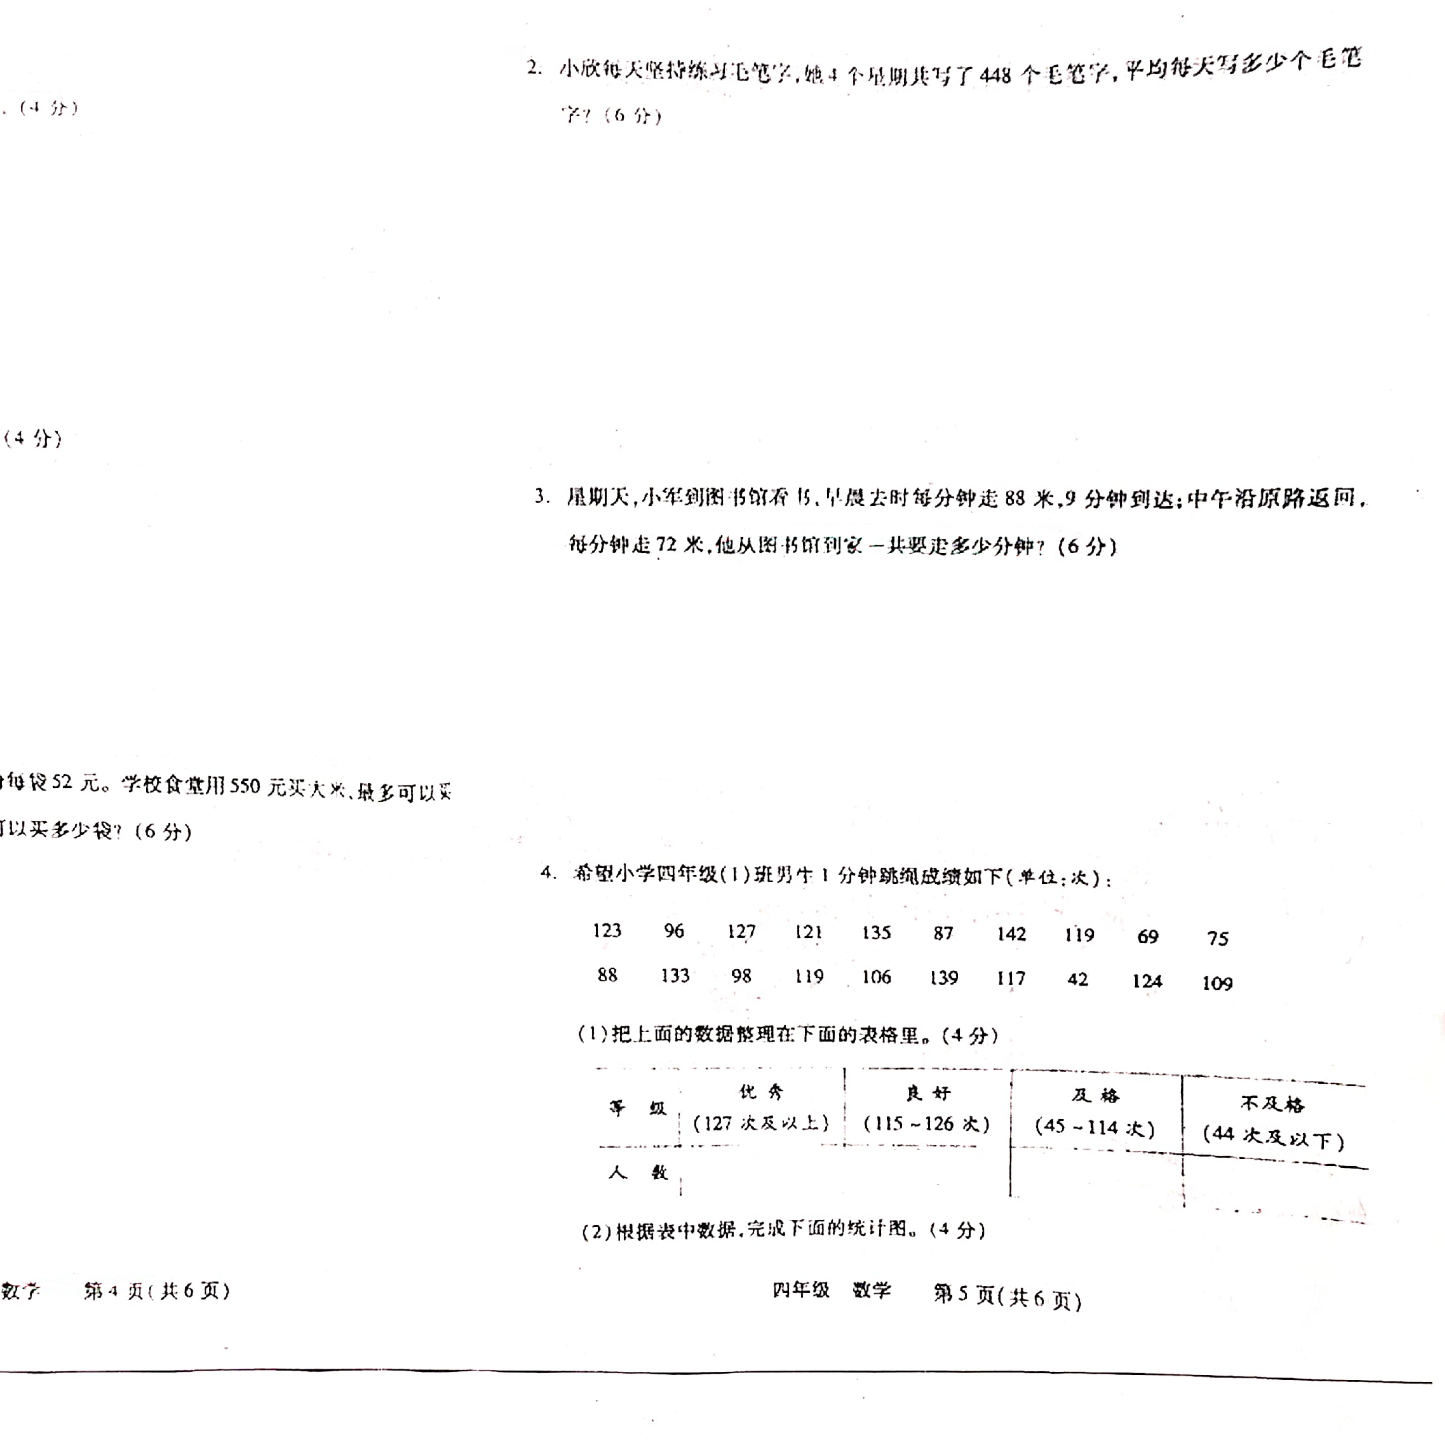 .(4 分)
(4 分)
每袋52 元。学校食堂用550 元买大米,最多可以买
可以买多少袋?(6 分)
数学 第4 页(共6 页)
2. 小欣每天坚持练习毛笔字,她4 个星期共写了448 个毛笔字,平均每天写多少个毛笔
字?(6 分)
3. 星期天,小军到图书馆看书,早晨去时每分钟走88 米,9 分钟到达;中午沿原路返回,
每分钟走72 米,他从图书馆到家一共要走多少分钟?(6 分)
4. 希望小学四年级(1)班男生1 分钟跳绳成绩如下(单位:次):
123 96 127 121 135 87 142 119 69 75
88 133 98 119 106 139 117 42 124 109
(1)把上面的数据整理在下面的表格里。(4 分)
等 级 优 秀 良 好 及 格 不及格
(127 次及以上) (115~126 次) (45~114 次) (44 次及以下)
人 数
(2)根据表中数据,完成下面的统计图。(4 分)
四年级 数学 第5 页(共6 页)